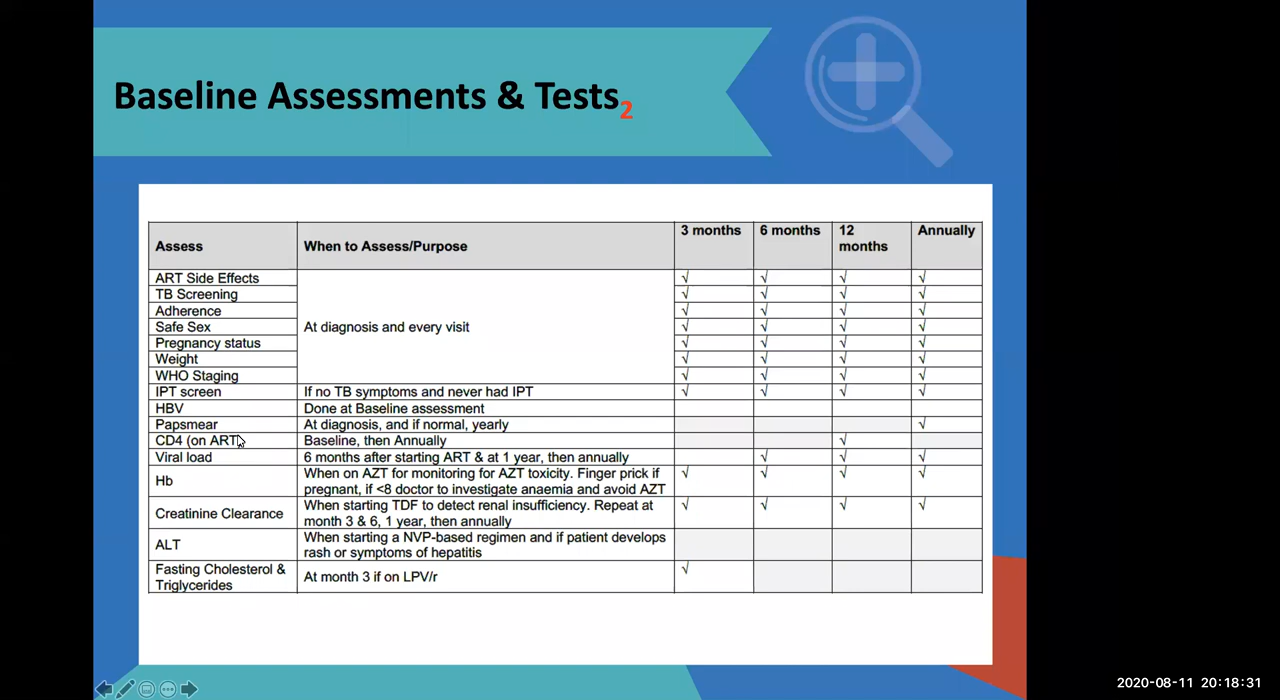 Baseline Assessments & Tests2
Assess When to Assess/Purpose 3 months 6 months 12 months Annually
ART Side Effects At diagnosis and every visit √ √ √ √
TB Screening √ √ √ √
Adherence √ √ √ √
Safe Sex √ √ √ √
Pregnancy status √ √ √ √
Weight √ √ √ √
WHO Staging √ √ √ √
IPT screen If no TB symptoms and never had IPT √ √ √ √
HBV Done at Baseline assessment
Papsmear At diagnosis, and if normal, yearly √
CD4 (on ART) Baseline, then Annually √
Viral load 6 months after starting ART & at 1 year, then annually √ √ √
Hb When on AZT for monitoring for AZT toxicity. Finger prick if √ √ √ √
pregnant, if <8 doctor to investigate anaemia and avoid AZT
Creatinine Clearance When starting TDF to detect renal insufficiency. Repeat at √ √ √ √
month 3 & 6, 1 year, then annually
ALT When starting a NVP-based regimen and if patient develops
rash or symptoms of hepatitis
Fasting Cholesterol & At month 3 if on LPV/r √
Triglycerides
2020-08-11 20:18:31